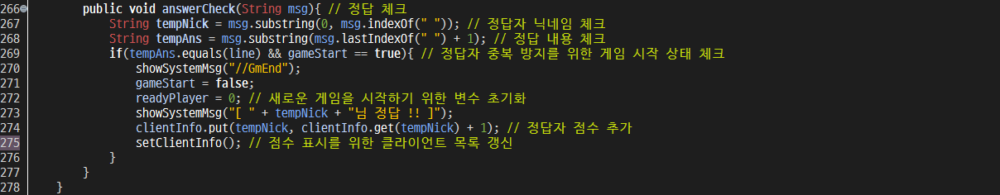 266 public void answerCheck(String msg){ // 정답 체크
267 String tempNick = msg.substring(0, msg.indexOf(" ")); // 정답자 닉네임 체크
268 String tempAns = msg.substring(msg.lastIndexOf(" ") + 1); // 정답 내용 체크
269 if(tempAns.equals(line) && gameStart == true){ // 정답자 중복 방지를 위한 게임 시작 상태 체크
270 showSystemMsg("//GmEnd");
271 gameStart = false;
272 readyPlayer = 0; // 새로운 게임을 시작하기 위한 변수 초기화
273 showSystemMsg("[ " + tempNick + "님 정답 !! ]");
274 clientInfo.put(tempNick, clientInfo.get(tempNick) + 1); // 정답자 점수 추가
275 setClientInfo(); // 점수 표시를 위한 클라이언트 목록 갱신
276 }
277 }
278 }